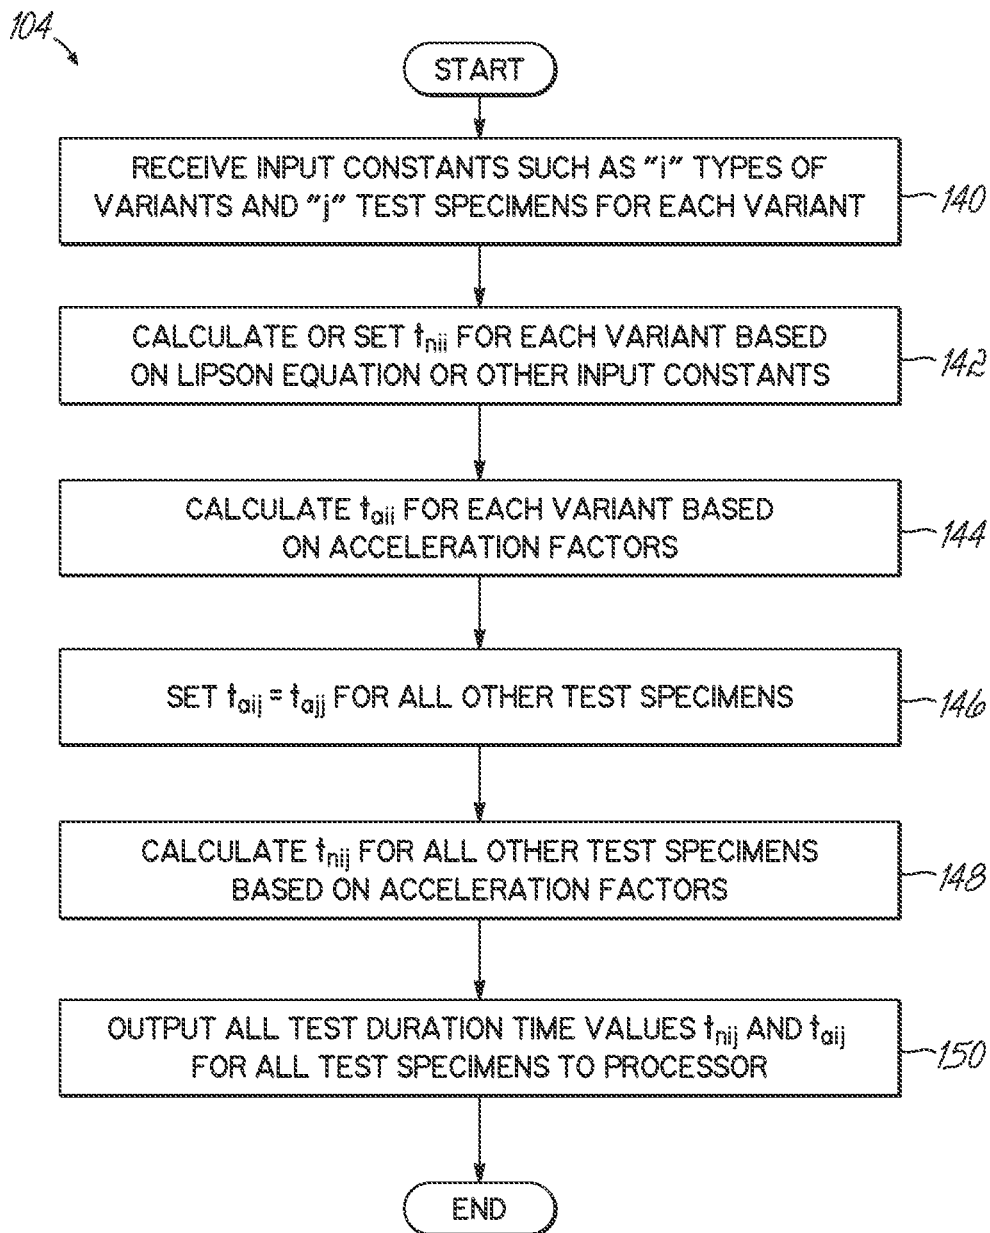 104
START
RECEIVE INPUT CONSTANTS SUCH AS "i" TYPES OF
VARIANTS AND "j" TEST SPECIMENS FOR EACH VARIANT
140
CALCULATE OR SET tnii FOR EACH VARIANT BASED
ON LIPSON EQUATION OR OTHER INPUT CONSTANTS
142
CALCULATE taii FOR EACH VARIANT BASED
ON ACCELERATION FACTORS
144
SET taij = tajj FOR ALL OTHER TEST SPECIMENS
146
CALCULATE tnij FOR ALL OTHER TEST SPECIMENS
BASED ON ACCELERATION FACTORS
148
OUTPUT ALL TEST DURATION TIME VALUES tnij AND taij
FOR ALL TEST SPECIMENS TO PROCESSOR
150
END